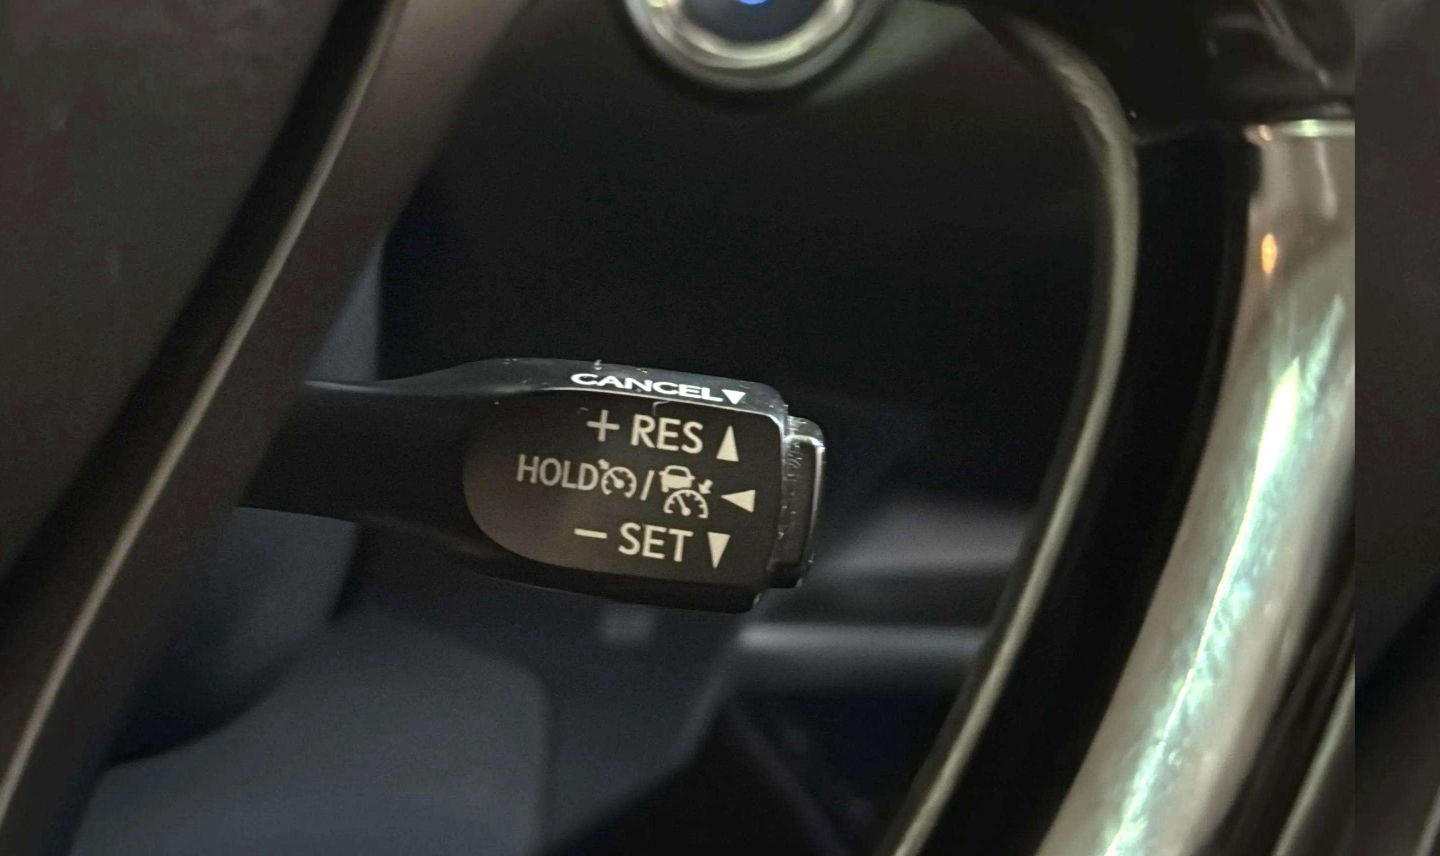 CANCEL▼
+ RES ▲
HOLD / ◄
− SET ▼